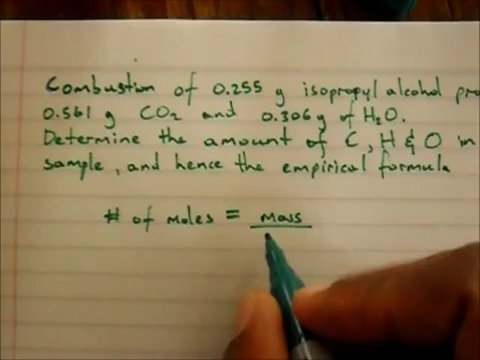 Combustion of 0.255 g isopropyl alcohol pro
0.561 g CO2 and 0.306g of H2O.
Determine the amount of C, H & O in
sample, and hence the empirical formula
# of moles = mass